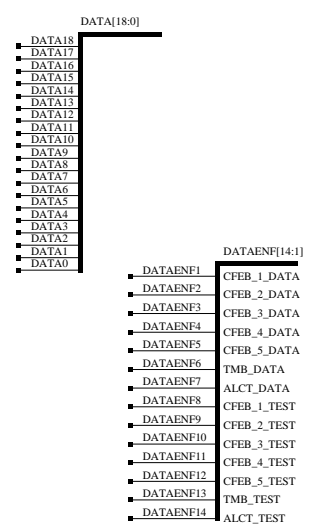 DATA[18:0]
DATA18
DATA17
DATA16
DATA15
DATA14
DATA13
DATA12
DATA11
DATA10
DATA9
DATA8
DATA7
DATA6
DATA5
DATA4
DATA3
DATA2
DATA1
DATA0
DATAENF[14:1]
DATAENF1 CFEB_1_DATA
DATAENF2 CFEB_2_DATA
DATAENF3 CFEB_3_DATA
DATAENF4 CFEB_4_DATA
DATAENF5 CFEB_5_DATA
DATAENF6 TMB_DATA
DATAENF7 ALCT_DATA
DATAENF8 CFEB_1_TEST
DATAENF9 CFEB_2_TEST
DATAENF10 CFEB_3_TEST
DATAENF11 CFEB_4_TEST
DATAENF12 CFEB_5_TEST
DATAENF13 TMB_TEST
DATAENF14 ALCT_TEST